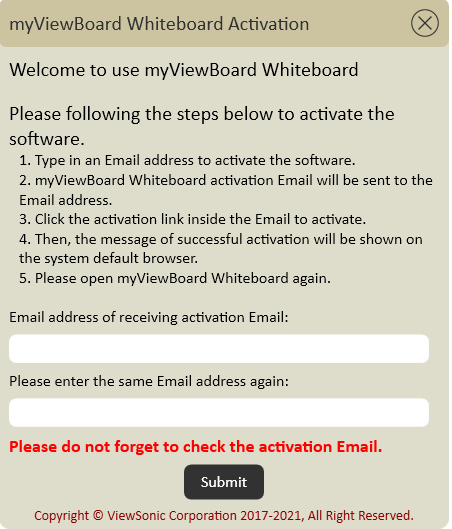 myViewBoard Whiteboard Activation
Welcome to use myViewBoard Whiteboard
Please following the steps below to activate the
software.
1. Type in an Email address to activate the software.
2. myViewBoard Whiteboard activation Email will be sent to the
Email address.
3. Click the activation link inside the Email to activate.
4. Then, the message of successful activation will be shown on
the system default browser.
5. Please open myViewBoard Whiteboard again.
Email address of receiving activation Email:
Please enter the same Email address again:
Please do not forget to check the activation Email.
Submit
Copyright © ViewSonic Corporation 2017-2021, All Right Reserved.